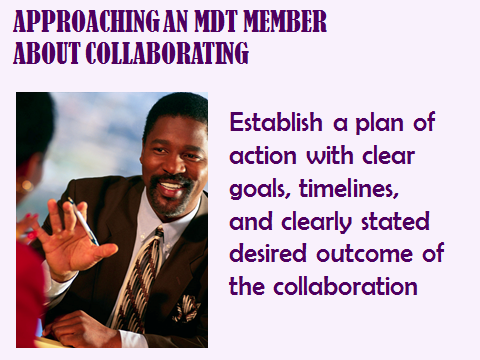 APPROACHING AN MDT MEMBER
ABOUT COLLABORATING
Establish a plan of
action with clear
goals, timelines,
and clearly stated
desired outcome of
the collaboration